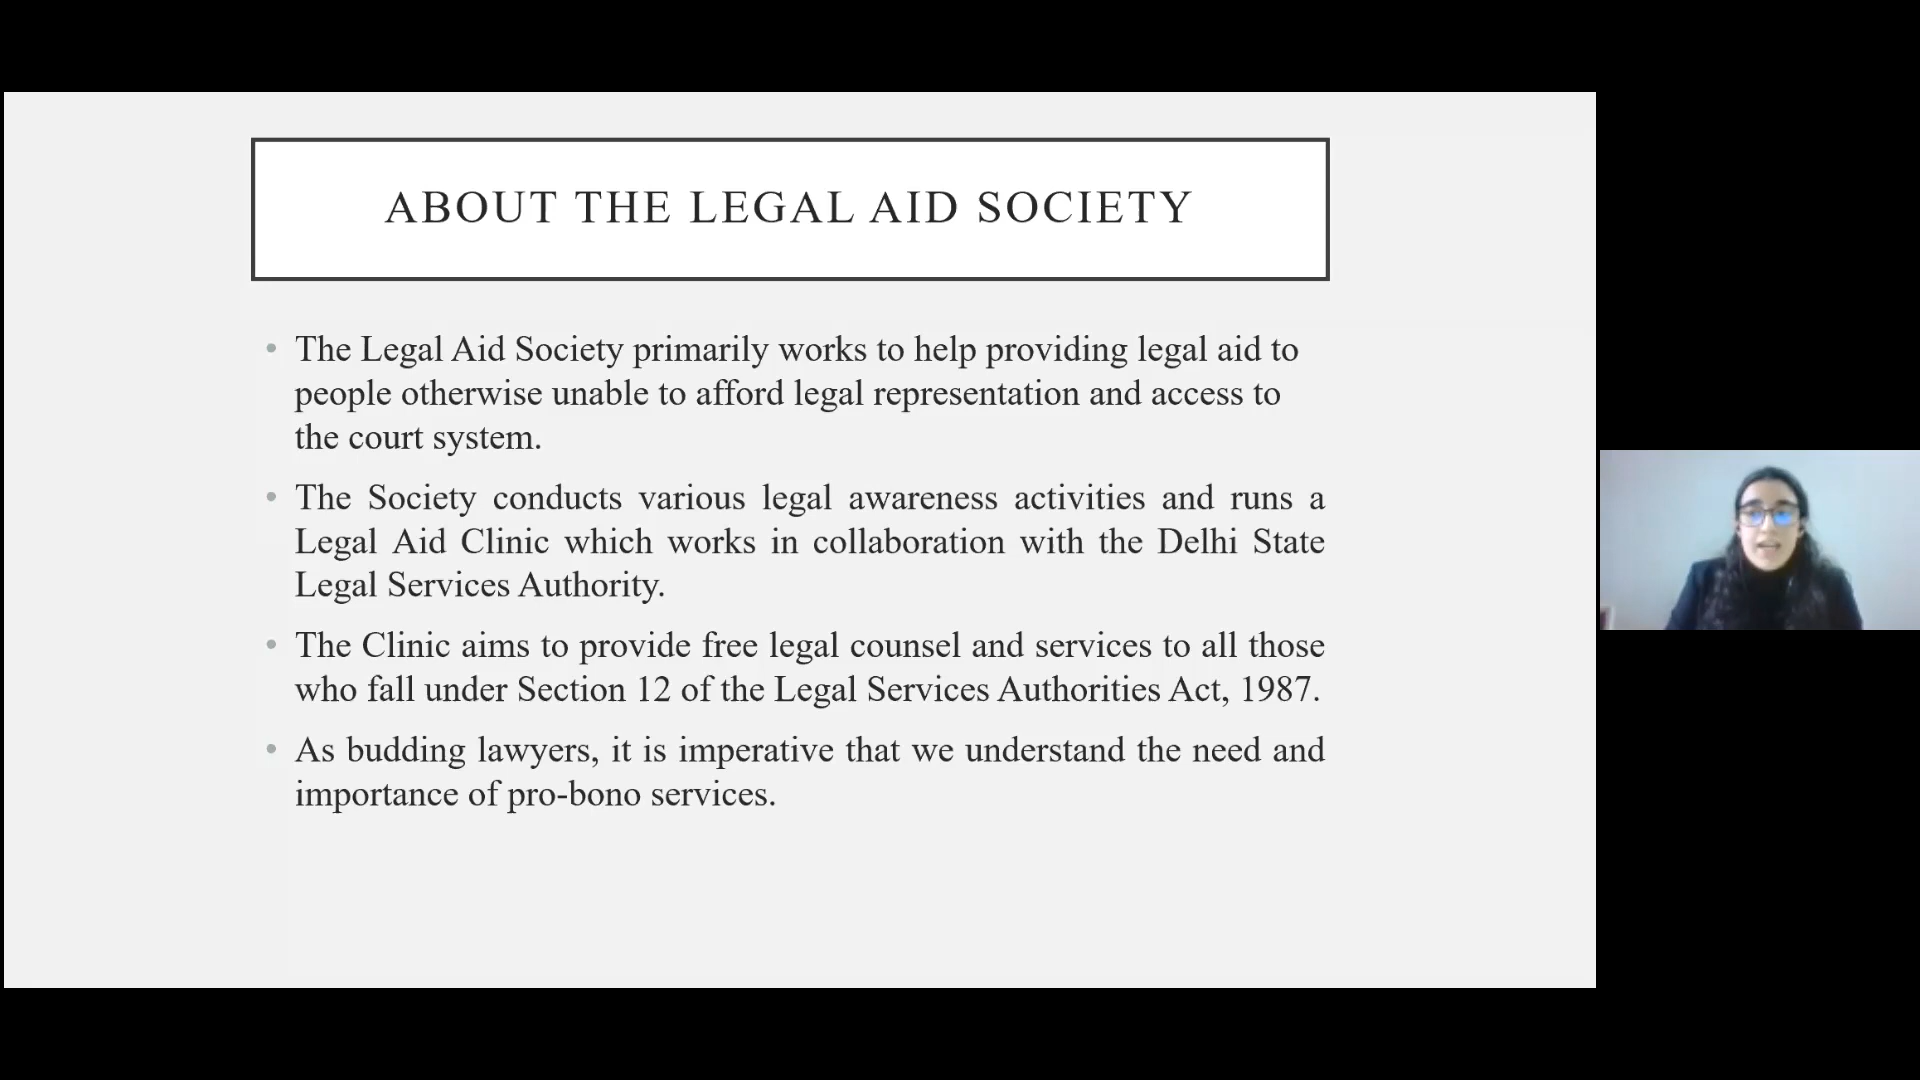 ABOUT THE LEGAL AID SOCIETY
• The Legal Aid Society primarily works to help providing legal aid to
people otherwise unable to afford legal representation and access to
the court system.
• The Society conducts various legal awareness activities and runs a
Legal Aid Clinic which works in collaboration with the Delhi State
Legal Services Authority.
• The Clinic aims to provide free legal counsel and services to all those
who fall under Section 12 of the Legal Services Authorities Act, 1987.
• As budding lawyers, it is imperative that we understand the need and
importance of pro-bono services.